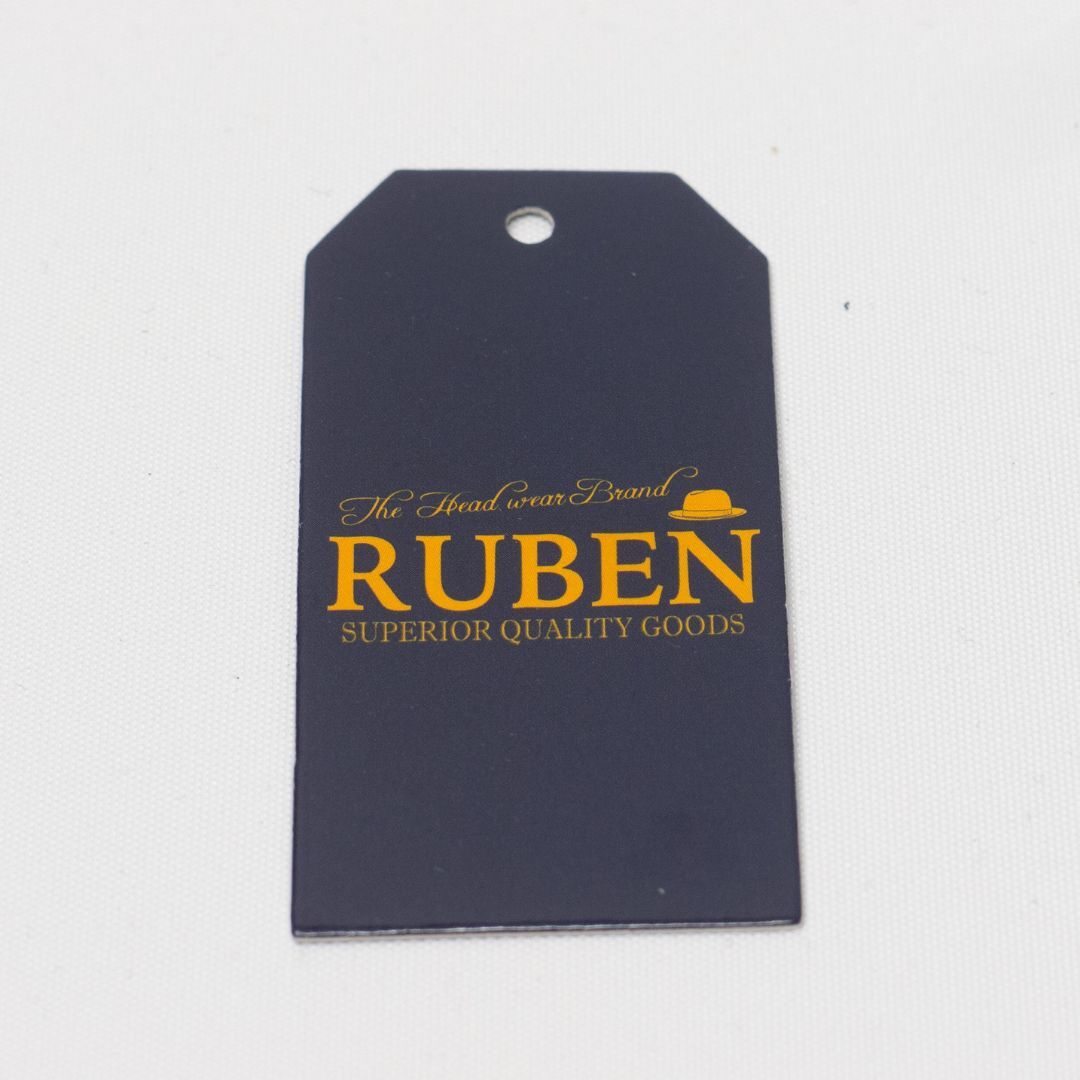 The Head wear Brand
RUBEN
SUPERIOR QUALITY GOODS